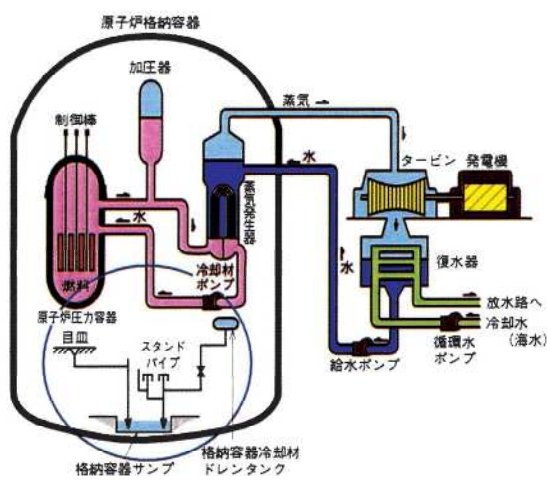 原子炉格納容器
加圧器
蒸気
制御棒
水
タービン
発電機
水
蒸気発生器
復水器
冷却材
ポンプ
水
燃料
原子炉圧力容器
放水路へ
冷却水
(海水)
目皿
スタンド
パイプ
循環水
ポンプ
給水ポンプ
格納容器サンプ
格納容器冷却材
ドレンタンク